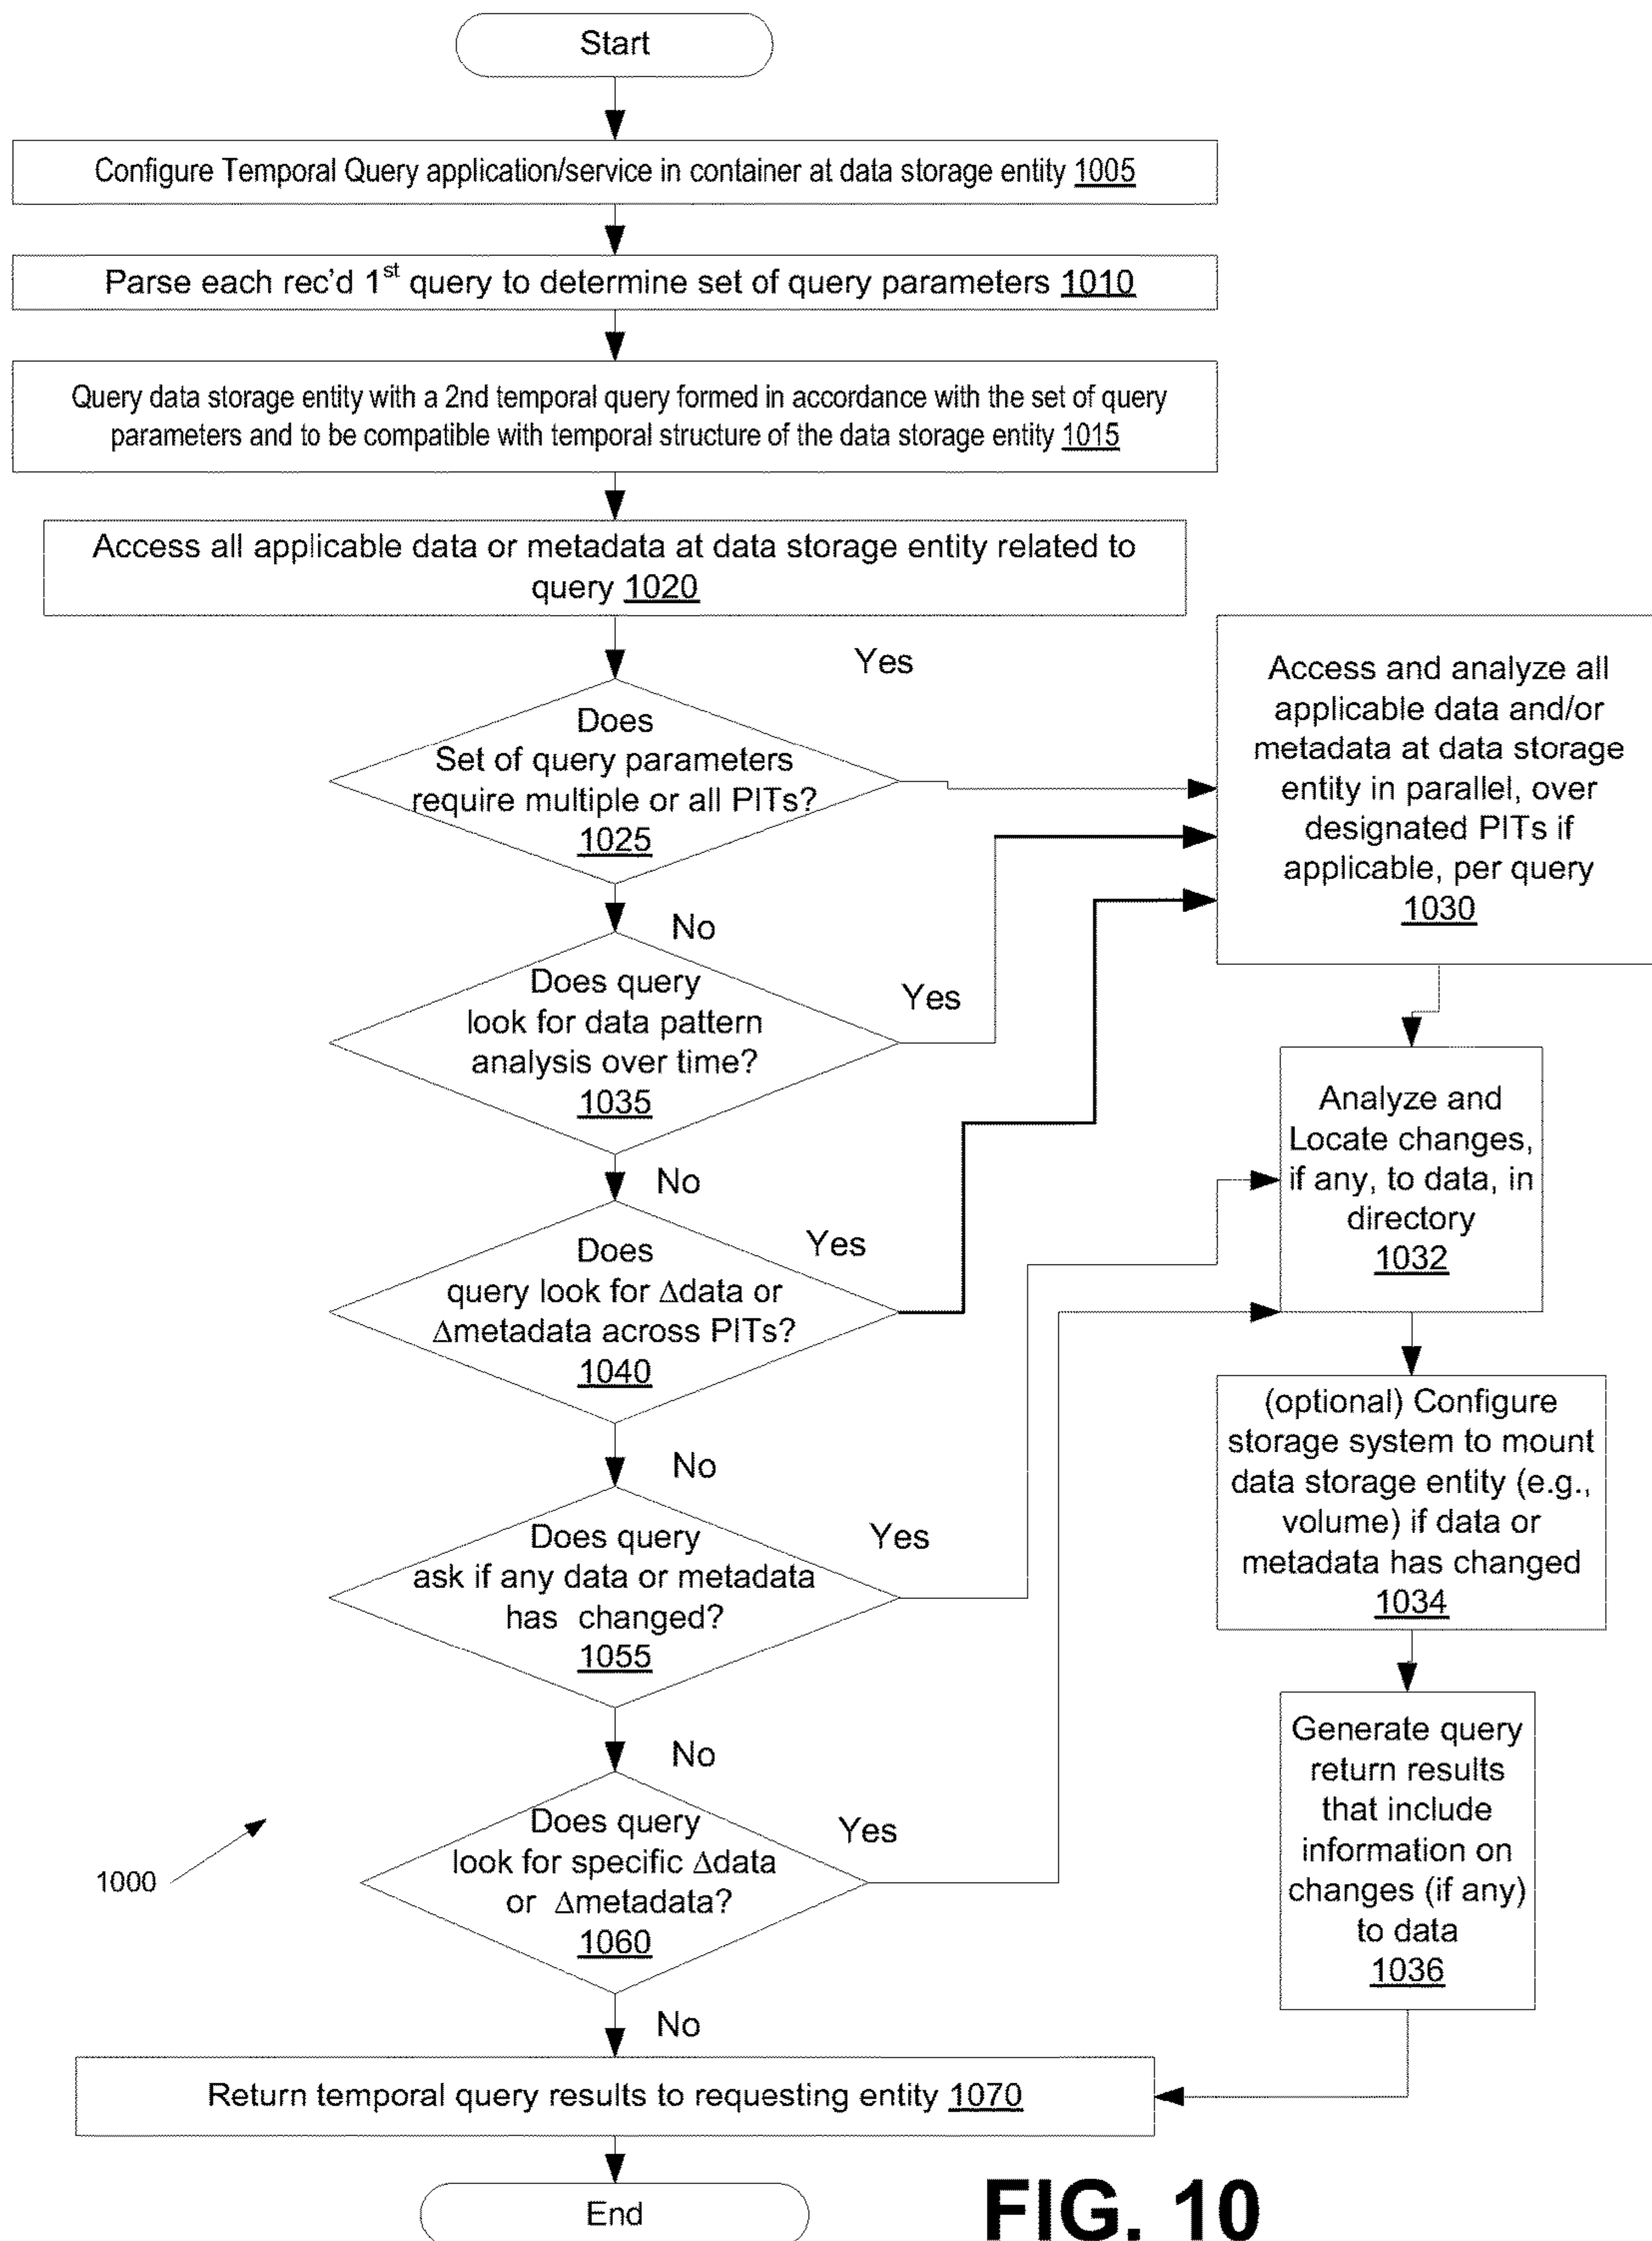 Start
Configure Temporal Query application/service in container at data storage entity 1005
Parse each rec'd 1st query to determine set of query parameters 1010
Query data storage entity with a 2nd temporal query formed in accordance with the set of query
parameters and to be compatible with temporal structure of the data storage entity 1015
Access all applicable data or metadata at data storage entity related to
query 1020
Yes
Does
Set of query parameters
require multiple or all PITs?
1025
Access and analyze all
applicable data and/or
metadata at data storage
entity in parallel, over
designated PITs if
applicable, per query
1030
No
Does query
look for data pattern
analysis over time?
1035
Yes
No
Does
query look for Δdata or
Δmetadata across PITs?
1040
Yes
Analyze and
Locate changes,
if any, to data, in
directory
1032
No
Does query
ask if any data or metadata
has changed?
1055
Yes
(optional) Configure
storage system to mount
data storage entity (e.g.,
volume) if data or
metadata has changed
1034
No
Does query
look for specific Δdata
or Δmetadata?
1060
Yes
Generate query
return results
that include
information on
changes (if any)
to data
1036
1000
No
Return temporal query results to requesting entity 1070
End
FIG. 10